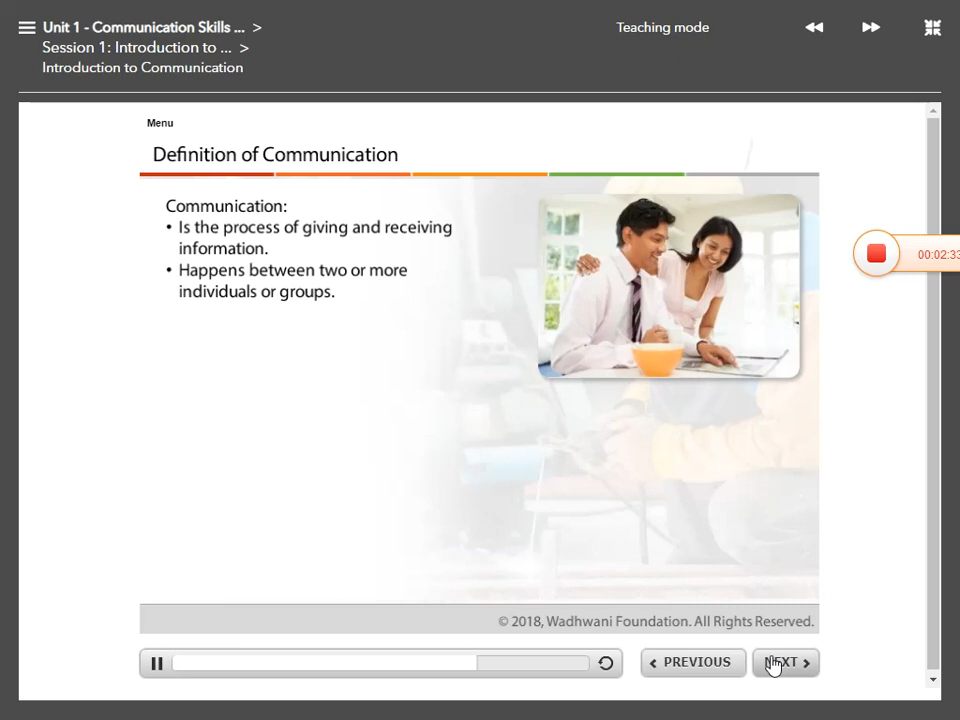 Unit 1 - Communication Skills ... >
Session 1: Introduction to ... >
Introduction to Communication
Teaching mode
Menu
Definition of Communication
Communication:
• Is the process of giving and receiving
information.
• Happens between two or more
individuals or groups.
00:02:33
© 2018, Wadhwani Foundation. All Rights Reserved.
PREVIOUS
NEXT